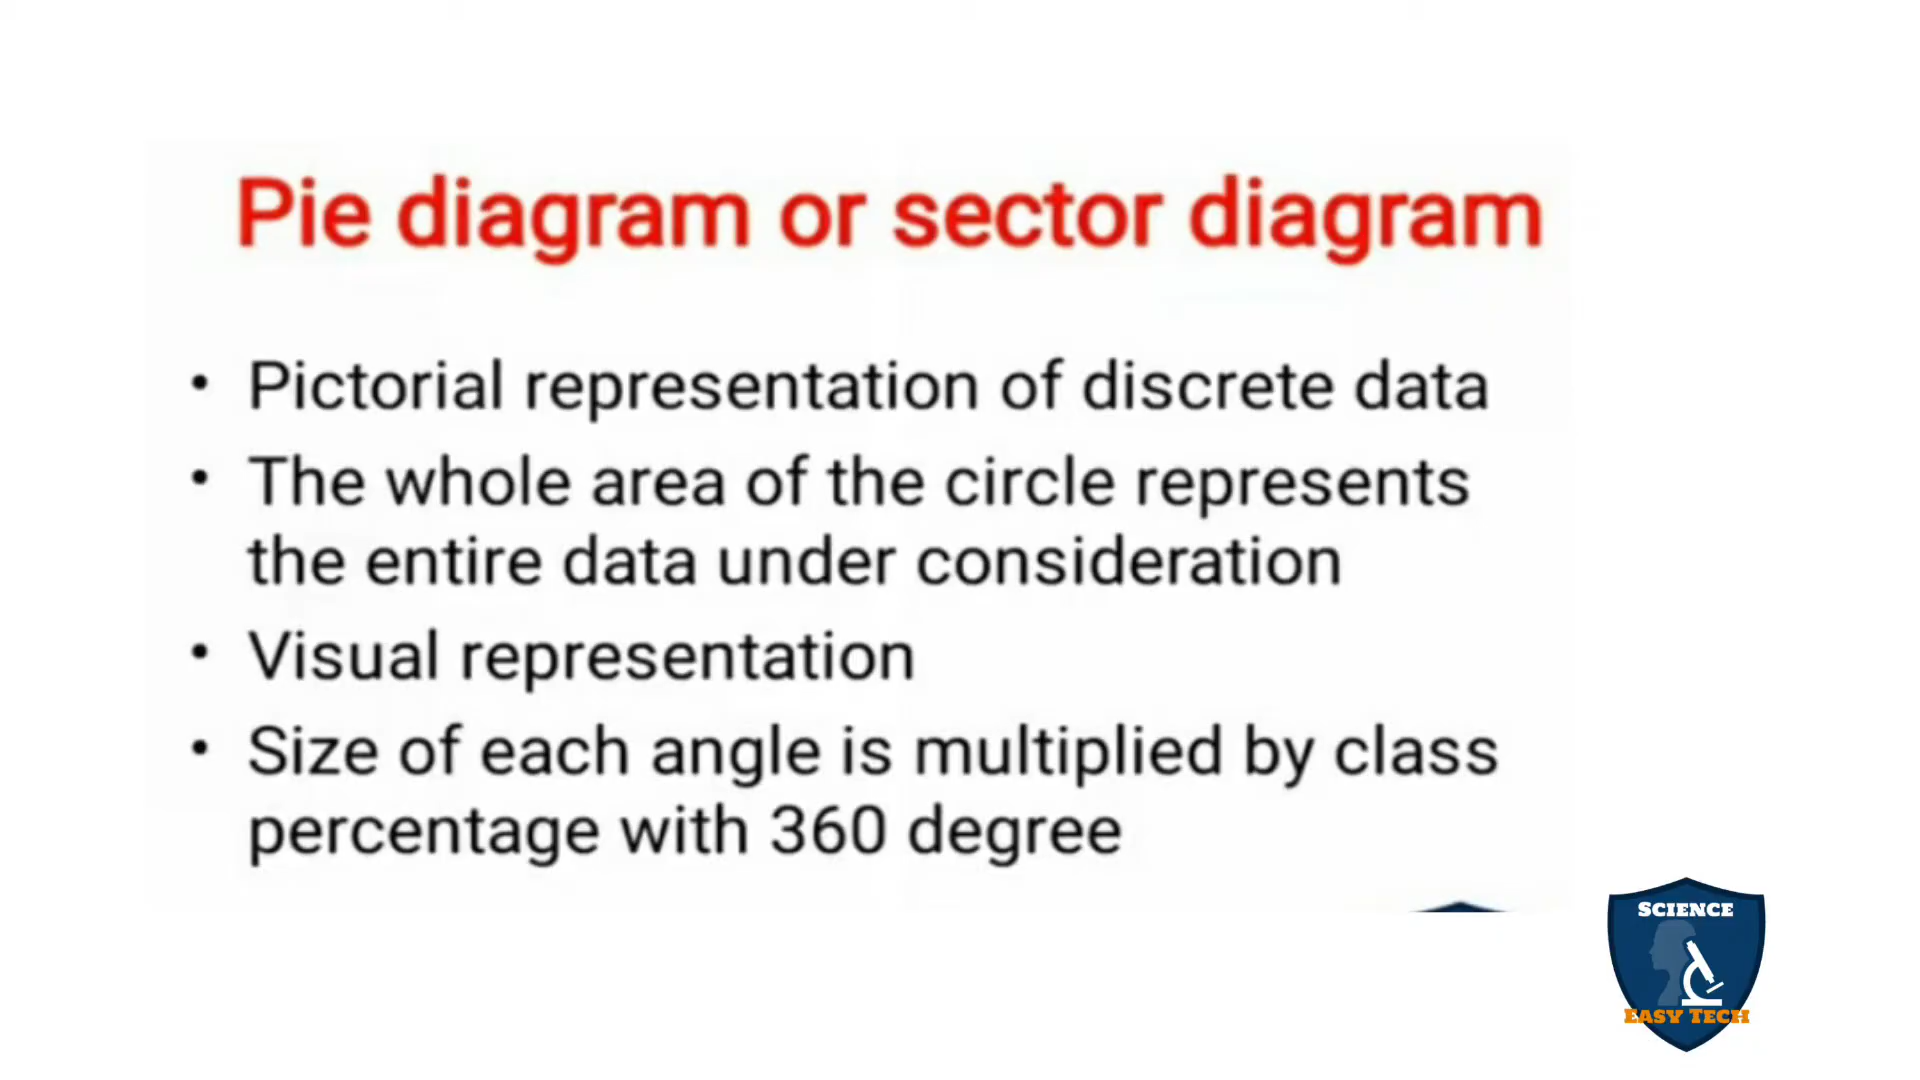 Pie diagram or sector diagram
• Pictorial representation of discrete data
• The whole area of the circle represents
the entire data under consideration
• Visual representation
• Size of each angle is multiplied by class
percentage with 360 degree
SCIENCE
EASY TECH